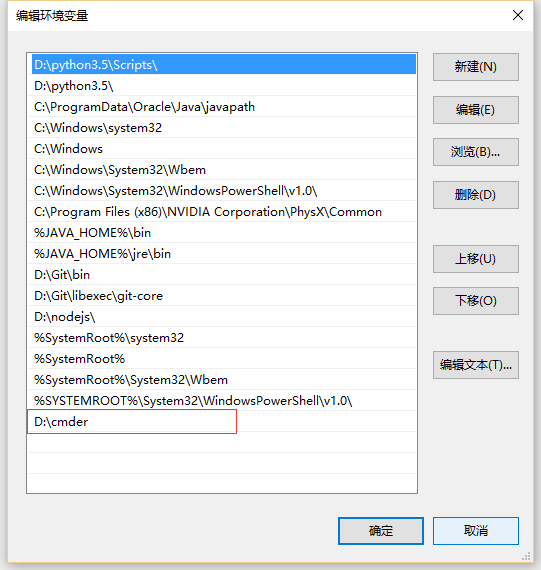 编辑环境变量
D:\python3.5\Scripts\
D:\python3.5\
C:\ProgramData\Oracle\Java\javapath
C:\Windows\system32
C:\Windows
C:\Windows\System32\Wbem
C:\Windows\System32\WindowsPowerShell\v1.0\
C:\Program Files (x86)\NVIDIA Corporation\PhysX\Common
%JAVA_HOME%\bin
%JAVA_HOME%\jre\bin
D:\Git\bin
D:\Git\libexec\git-core
D:\nodejs\
%SystemRoot%\system32
%SystemRoot%
%SystemRoot%\System32\Wbem
%SYSTEMROOT%\System32\WindowsPowerShell\v1.0\
D:\cmder
新建(N)
编辑(E)
浏览(B)...
删除(D)
上移(U)
下移(O)
编辑文本(T)...
确定
取消